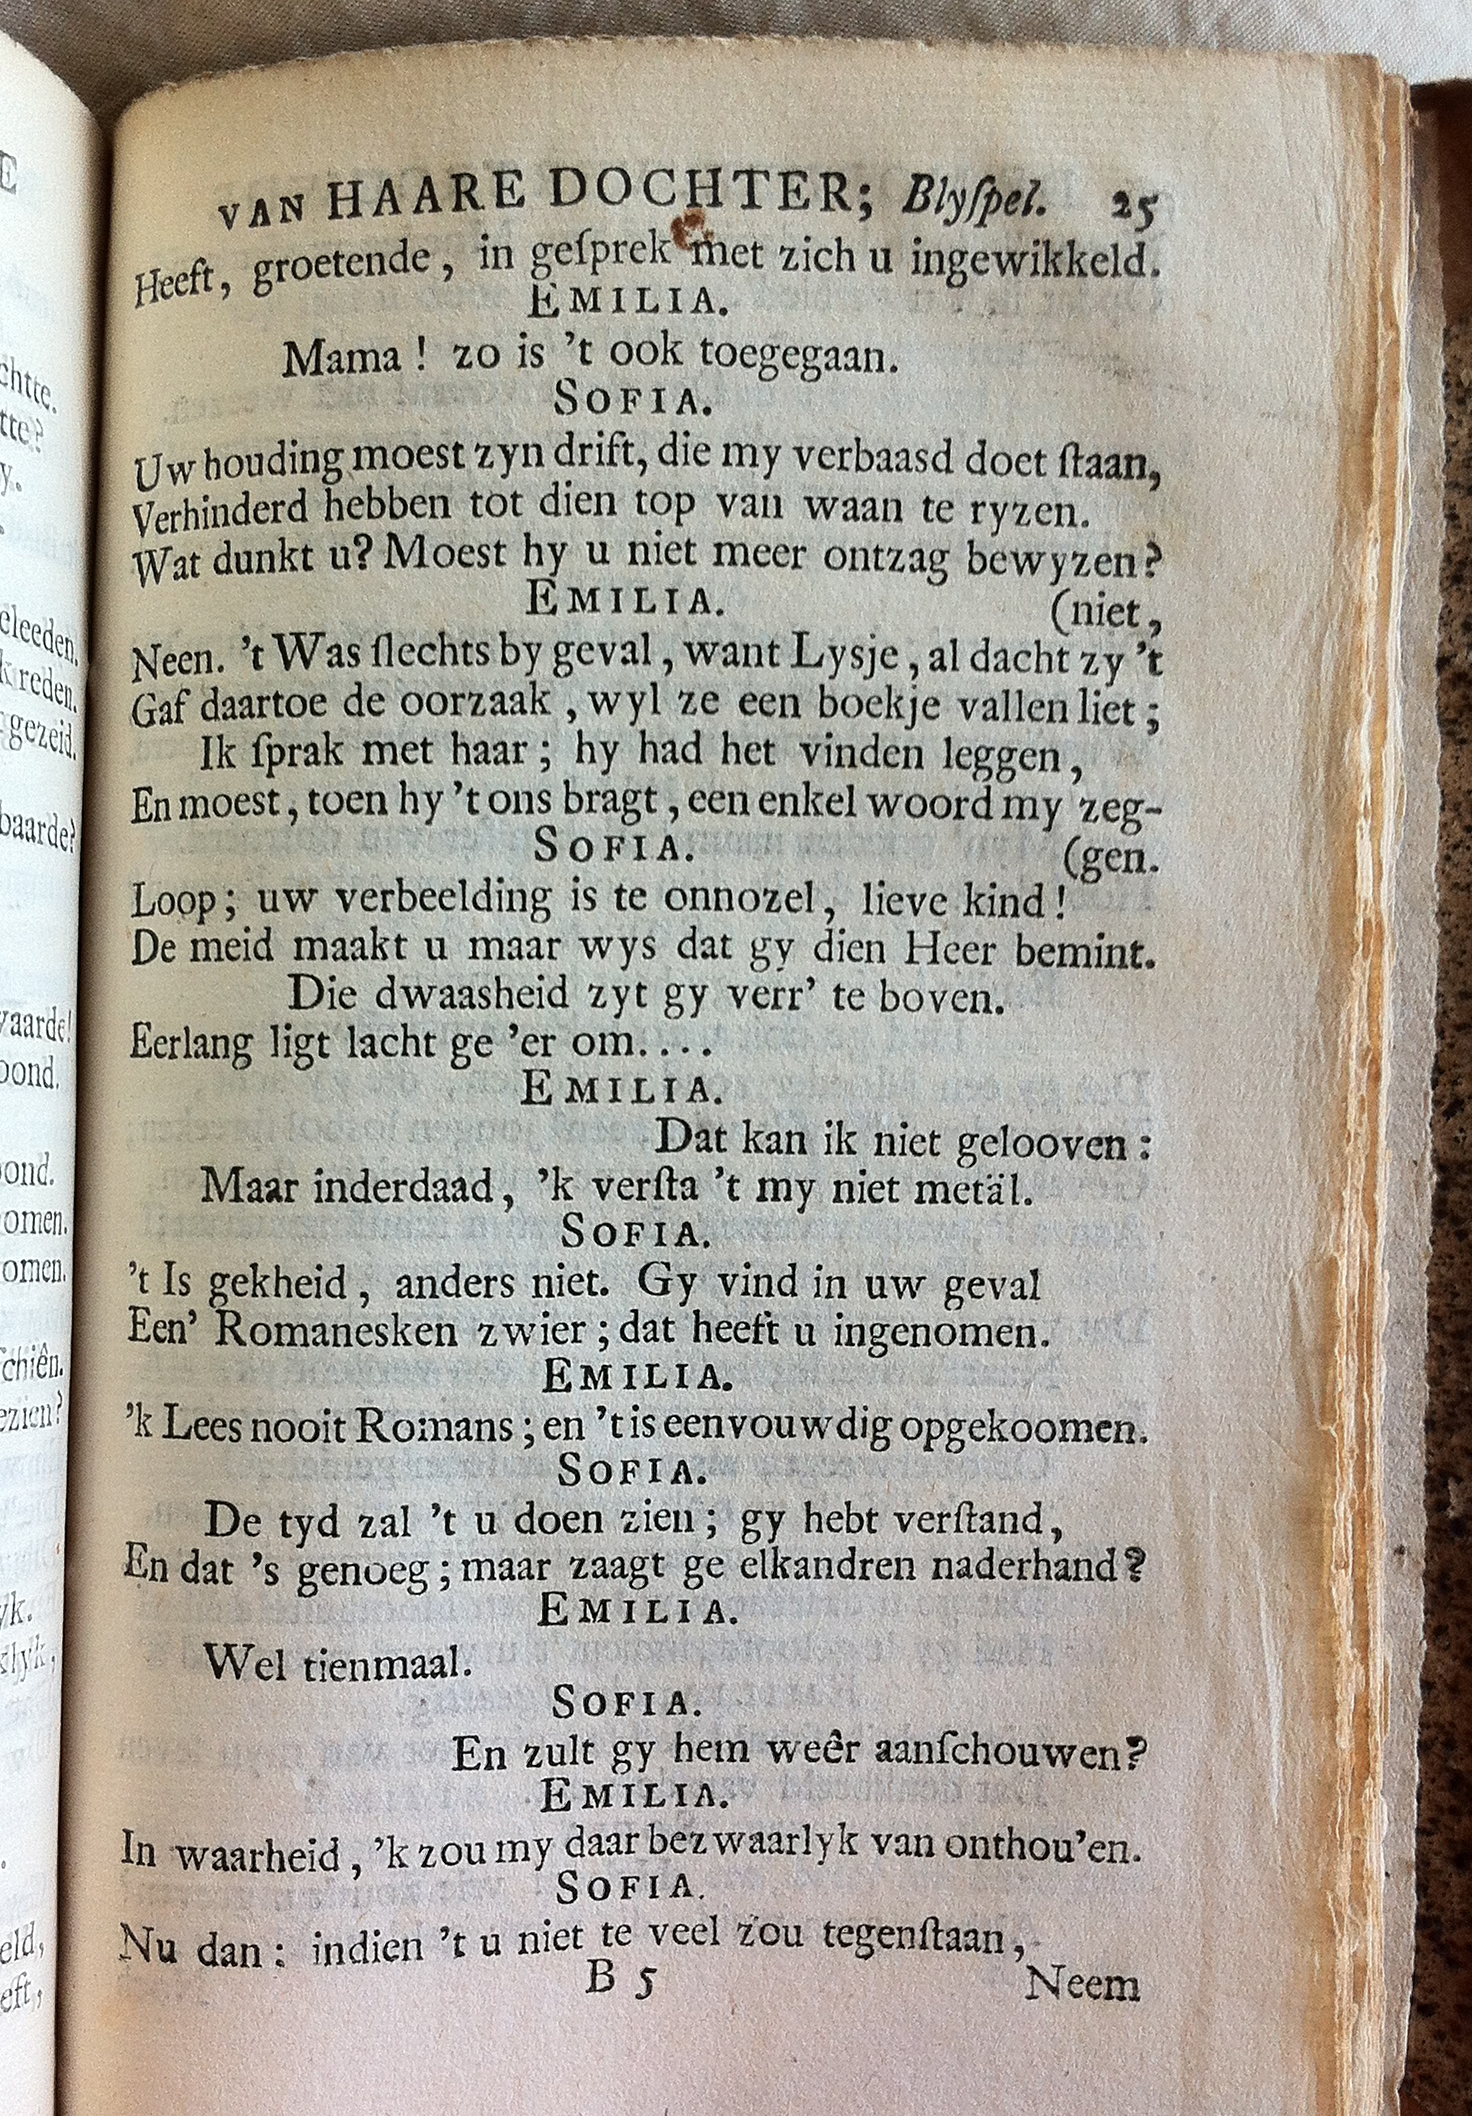 VAN HAARE DOCHTER; Blyſpel. 25
Heeft, groetende, in geſprek met zich u ingewikkeld.
EMILIA.
Mama! zo is 't ook toegegaan.
SOFIA.
Uw houding moest zyn drift, die my verbaasd doet ſtaan,
Verhinderd hebben tot dien top van waan te ryzen.
Wat dunkt u? Moest hy u niet meer ontzag bewyzen?
EMILIA. (niet,
Neen. 't Was ſlechts by geval, want Lysje, al dacht zy 't
Gaf daartoe de oorzaak, wyl ze een boekje vallen liet;
Ik ſprak met haar; hy had het vinden leggen,
En moest, toen hy 't ons bragt, een enkel woord my zeg-
SOFIA. (gen.
Loop; uw verbeelding is te onnozel, lieve kind!
De meid maakt u maar wys dat gy dien Heer bemint.
Die dwaasheid zyt gy verr' te boven.
Eerlang ligt lacht ge 'er om....
EMILIA.
Dat kan ik niet gelooven:
Maar inderdaad, 'k verſta 't my niet metäl.
SOFIA.
't Is gekheid, anders niet. Gy vind in uw geval
Een' Romanesken zwier; dat heeft u ingenomen.
EMILIA.
'k Lees nooit Romans; en 't is eenvouwdig opgekoomen.
SOFIA.
De tyd zal 't u doen zien; gy hebt verſtand,
En dat 's genoeg; maar zaagt ge elkandren naderhand?
EMILIA.
Wel tienmaal.
SOFIA.
En zult gy hem weêr aanſchouwen?
EMILIA.
In waarheid, 'k zou my daar bezwaarlyk van onthou'en.
SOFIA.
Nu dan: indien 't u niet te veel zou tegenſtaan,
B 5 Neem